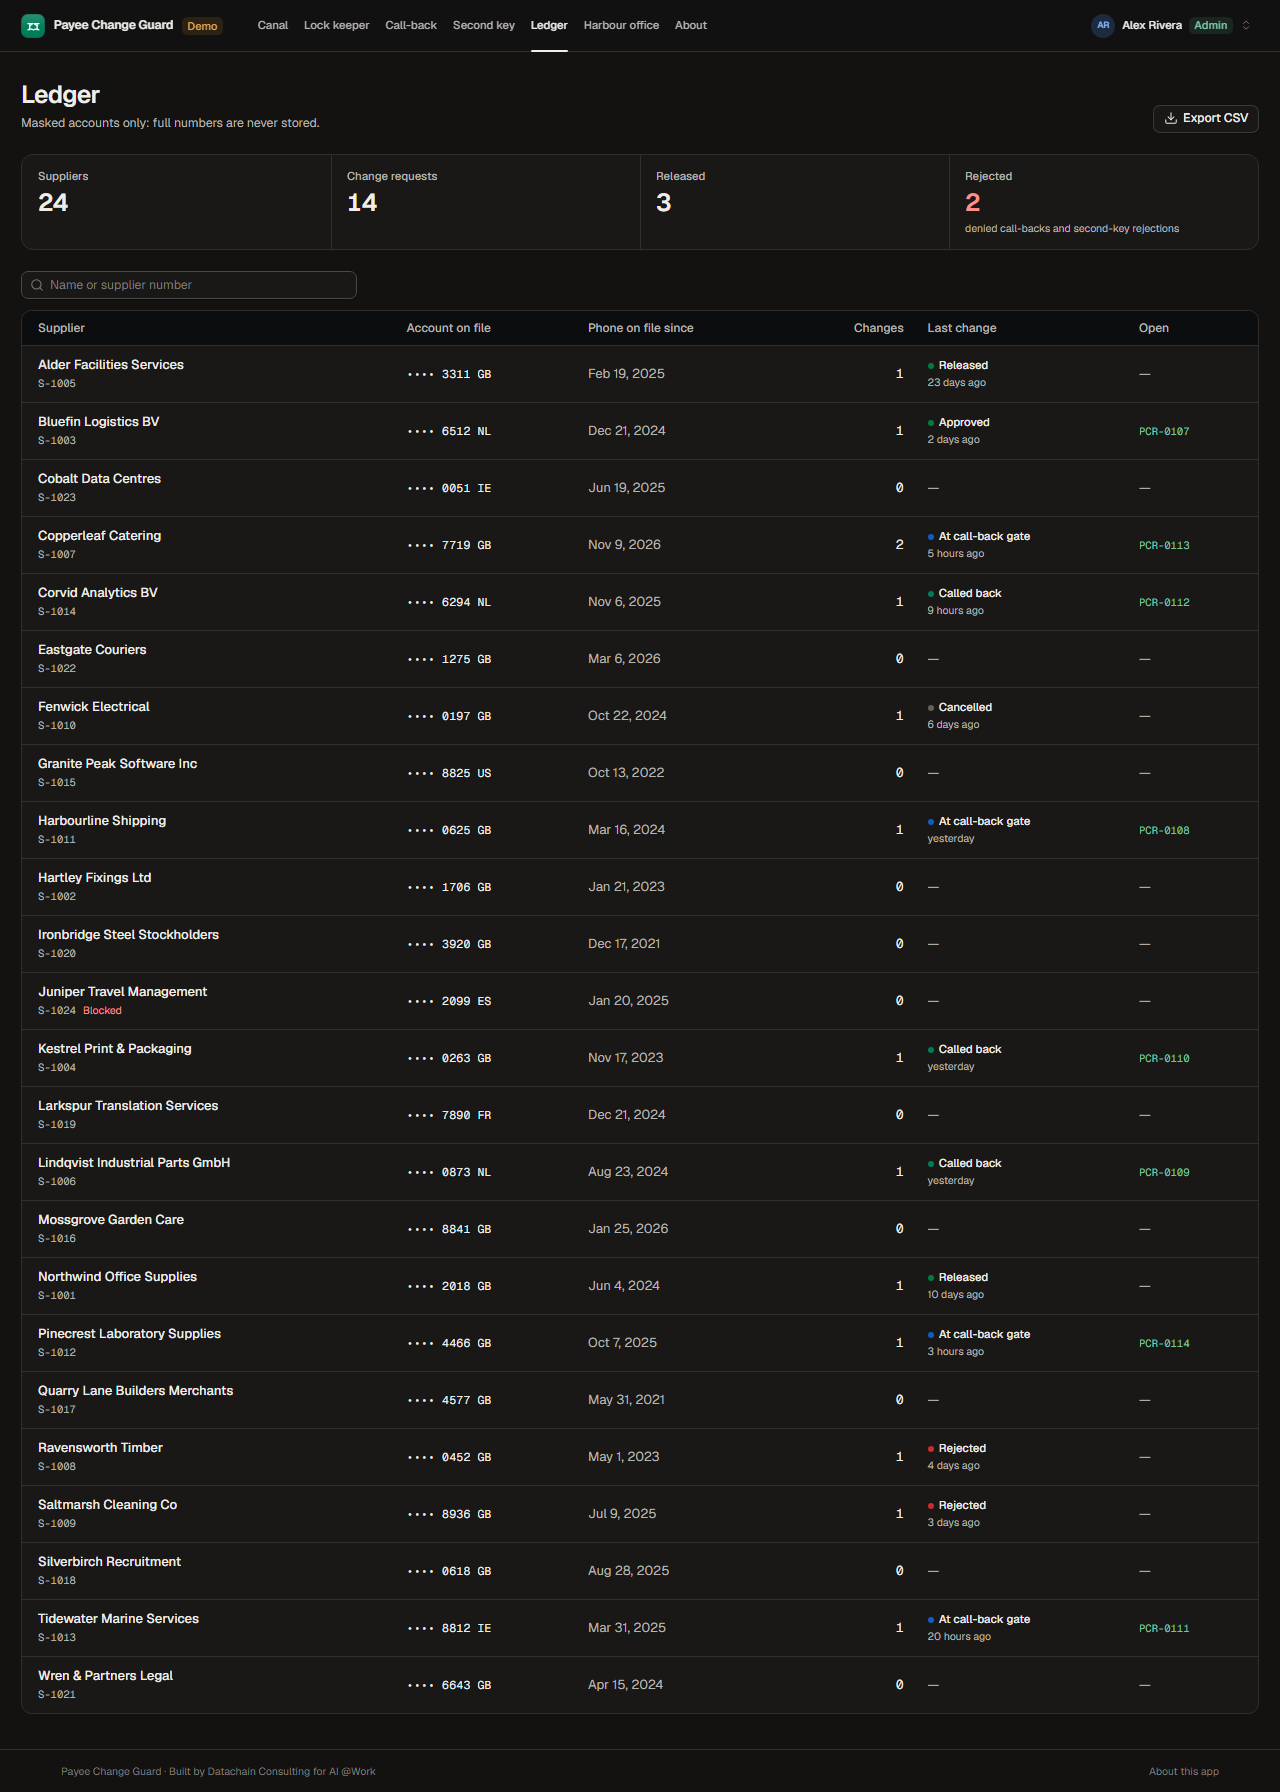 Payee Change Guard Demo Canal Lock keeper Call-back Second key Ledger Harbour office About AR Alex Rivera Admin
Ledger
Masked accounts only: full numbers are never stored.
Export CSV
Suppliers Change requests Released Rejected
24 14 3 2
denied call-backs and second-key rejections
Name or supplier number
Supplier Account on file Phone on file since Changes Last change Open
Alder Facilities Services •••• 3311 GB Feb 19, 2025 1 Released —
S-1005 23 days ago
Bluefin Logistics BV •••• 6512 NL Dec 21, 2024 1 Approved PCR-0107
S-1003 2 days ago
Cobalt Data Centres •••• 0051 IE Jun 19, 2025 0 — —
S-1023
Copperleaf Catering •••• 7719 GB Nov 9, 2026 2 At call-back gate PCR-0113
S-1007 5 hours ago
Corvid Analytics BV •••• 6294 NL Nov 6, 2025 1 Called back PCR-0112
S-1014 9 hours ago
Eastgate Couriers •••• 1275 GB Mar 6, 2026 0 — —
S-1022
Fenwick Electrical •••• 0197 GB Oct 22, 2024 1 Cancelled —
S-1010 6 days ago
Granite Peak Software Inc •••• 8825 US Oct 13, 2022 0 — —
S-1015
Harbourline Shipping •••• 0625 GB Mar 16, 2024 1 At call-back gate PCR-0108
S-1011 yesterday
Hartley Fixings Ltd •••• 1706 GB Jan 21, 2023 0 — —
S-1002
Ironbridge Steel Stockholders •••• 3920 GB Dec 17, 2021 0 — —
S-1020
Juniper Travel Management •••• 2099 ES Jan 20, 2025 0 — —
S-1024 Blocked
Kestrel Print & Packaging •••• 0263 GB Nov 17, 2023 1 Called back PCR-0110
S-1004 yesterday
Larkspur Translation Services •••• 7890 FR Dec 21, 2024 0 — —
S-1019
Lindqvist Industrial Parts GmbH •••• 0873 NL Aug 23, 2024 1 Called back PCR-0109
S-1006 yesterday
Mossgrove Garden Care •••• 8841 GB Jan 25, 2026 0 — —
S-1016
Northwind Office Supplies •••• 2018 GB Jun 4, 2024 1 Released —
S-1001 10 days ago
Pinecrest Laboratory Supplies •••• 4466 GB Oct 7, 2025 1 At call-back gate PCR-0114
S-1012 3 hours ago
Quarry Lane Builders Merchants •••• 4577 GB May 31, 2021 0 — —
S-1017
Ravensworth Timber •••• 0452 GB May 1, 2023 1 Rejected —
S-1008 4 days ago
Saltmarsh Cleaning Co •••• 8936 GB Jul 9, 2025 1 Rejected —
S-1009 3 days ago
Silverbirch Recruitment •••• 0618 GB Aug 28, 2025 0 — —
S-1018
Tidewater Marine Services •••• 8812 IE Mar 31, 2025 1 At call-back gate PCR-0111
S-1013 20 hours ago
Wren & Partners Legal •••• 6643 GB Apr 15, 2024 0 — —
S-1021
Payee Change Guard · Built by Datachain Consulting for AI @Work About this app